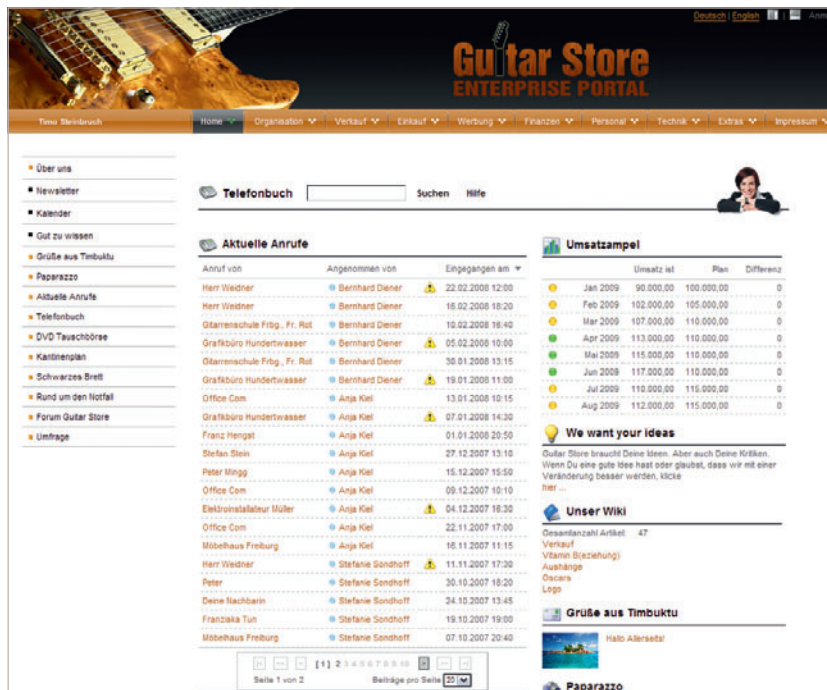 Deutsch | English Anm
Guitar Store
ENTERPRISE PORTAL
Timo Steinbruch
Home Organisation Verkauf Einkauf Werbung Finanzen Personal Technik Extras Impressum
Über uns
Newsletter
Kalender
Gut zu wissen
Grüße aus Timbuktu
Paparazzo
Aktuelle Anrufe
Telefonbuch
DVD Tauschbörse
Kantinenplan
Schwarzes Brett
Rund um den Notfall
Forum Guitar Store
Umfrage
Telefonbuch Suchen Hilfe
Aktuelle Anrufe
Anruf von Angenommen von Eingegangen am
Herr Weidner Bernhard Diener 22.02.2008 12:00
Herr Weidner Bernhard Diener 16.02.2008 18:20
Gitarrenschule Frbg., Fr. Rot Bernhard Diener 10.02.2008 16:40
Grafikbüro Hundertwasser Bernhard Diener 05.02.2008 10:00
Gitarrenschule Frbg., Fr. Rot Bernhard Diener 30.01.2008 13:15
Grafikbüro Hundertwasser Bernhard Diener 19.01.2008 11:00
Office Com Anja Kiel 13.01.2008 10:15
Grafikbüro Hundertwasser Anja Kiel 07.01.2008 14:30
Franz Hengst Anja Kiel 01.01.2008 20:50
Stefan Stein Anja Kiel 27.12.2007 13:10
Peter Mingg Anja Kiel 15.12.2007 15:50
Office Com Anja Kiel 09.12.2007 10:10
Elektroinstallateur Müller Anja Kiel 04.12.2007 16:30
Office Com Anja Kiel 22.11.2007 17:00
Möbelhaus Freiburg Anja Kiel 16.11.2007 11:15
Herr Weidner Stefanie Sondhoff 11.11.2007 17:30
Peter Stefanie Sondhoff 30.10.2007 18:20
Deine Nachbarin Stefanie Sondhoff 24.10.2007 13:45
Franziska Tun Stefanie Sondhoff 19.10.2007 19:00
Möbelhaus Freiburg Stefanie Sondhoff 07.10.2007 20:40
[1] 2 3 4 5 6 7 8 9 10
Seite 1 von 2 Beiträge pro Seite 20
Umsatzampel
Umsatz ist Plan Differenz
Jan 2009 90.000,00 100.000,00 0
Feb 2009 102.000,00 105.000,00 0
Mar 2009 107.000,00 110.000,00 0
Apr 2009 113.000,00 110.000,00 0
Mai 2009 115.000,00 110.000,00 0
Jun 2009 117.000,00 110.000,00 0
Jul 2009 110.000,00 115.000,00 0
Aug 2009 112.000,00 115.000,00 0
We want your ideas
Guitar Store braucht Deine Ideen. Aber auch Deine Kritiken.
Wenn Du eine gute Idee hast oder glaubst, dass wir mit einer
Veränderung besser werden, klicke
hier ...
Unser Wiki
Gesamtanzahl Artikel: 47
Verkauf
Vitamin B(eziehung)
Aushänge
Oscars
Logo
Grüße aus Timbuktu
Hallo Allerseits!
Paparazzo